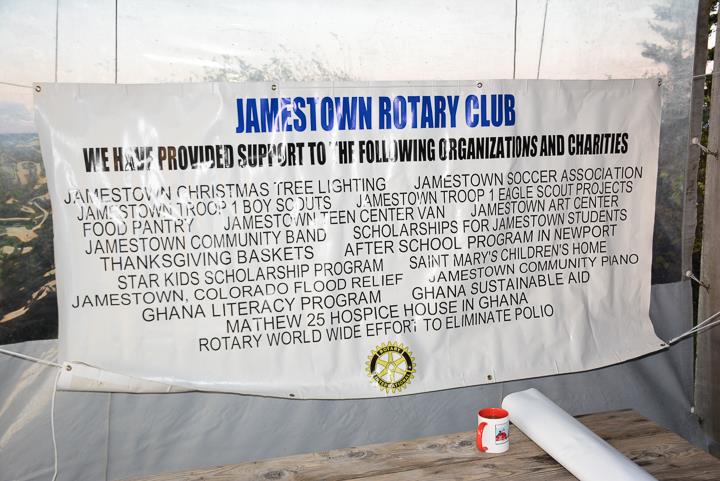 JAMESTOWN ROTARY CLUB
WE HAVE PROVIDED SUPPORT TO THE FOLLOWING ORGANIZATIONS AND CHARITIES
JAMESTOWN CHRISTMAS TREE LIGHTING JAMESTOWN SOCCER ASSOCIATION
JAMESTOWN TROOP 1 BOY SCOUTS JAMESTOWN TROOP 1 EAGLE SCOUT PROJECTS
FOOD PANTRY JAMESTOWN TEEN CENTER VAN JAMESTOWN ART CENTER
JAMESTOWN COMMUNITY BAND SCHOLARSHIPS FOR JAMESTOWN STUDENTS
THANKSGIVING BASKETS AFTER SCHOOL PROGRAM IN NEWPORT
STAR KIDS SCHOLARSHIP PROGRAM SAINT MARY'S CHILDREN'S HOME
JAMESTOWN, COLORADO FLOOD RELIEF JAMESTOWN COMMUNITY PIANO
GHANA LITERACY PROGRAM GHANA SUSTAINABLE AID
MATHEW 25 HOSPICE HOUSE IN GHANA
ROTARY WORLD WIDE EFFORT TO ELIMINATE POLIO
ROTARY
INTERNATIONAL